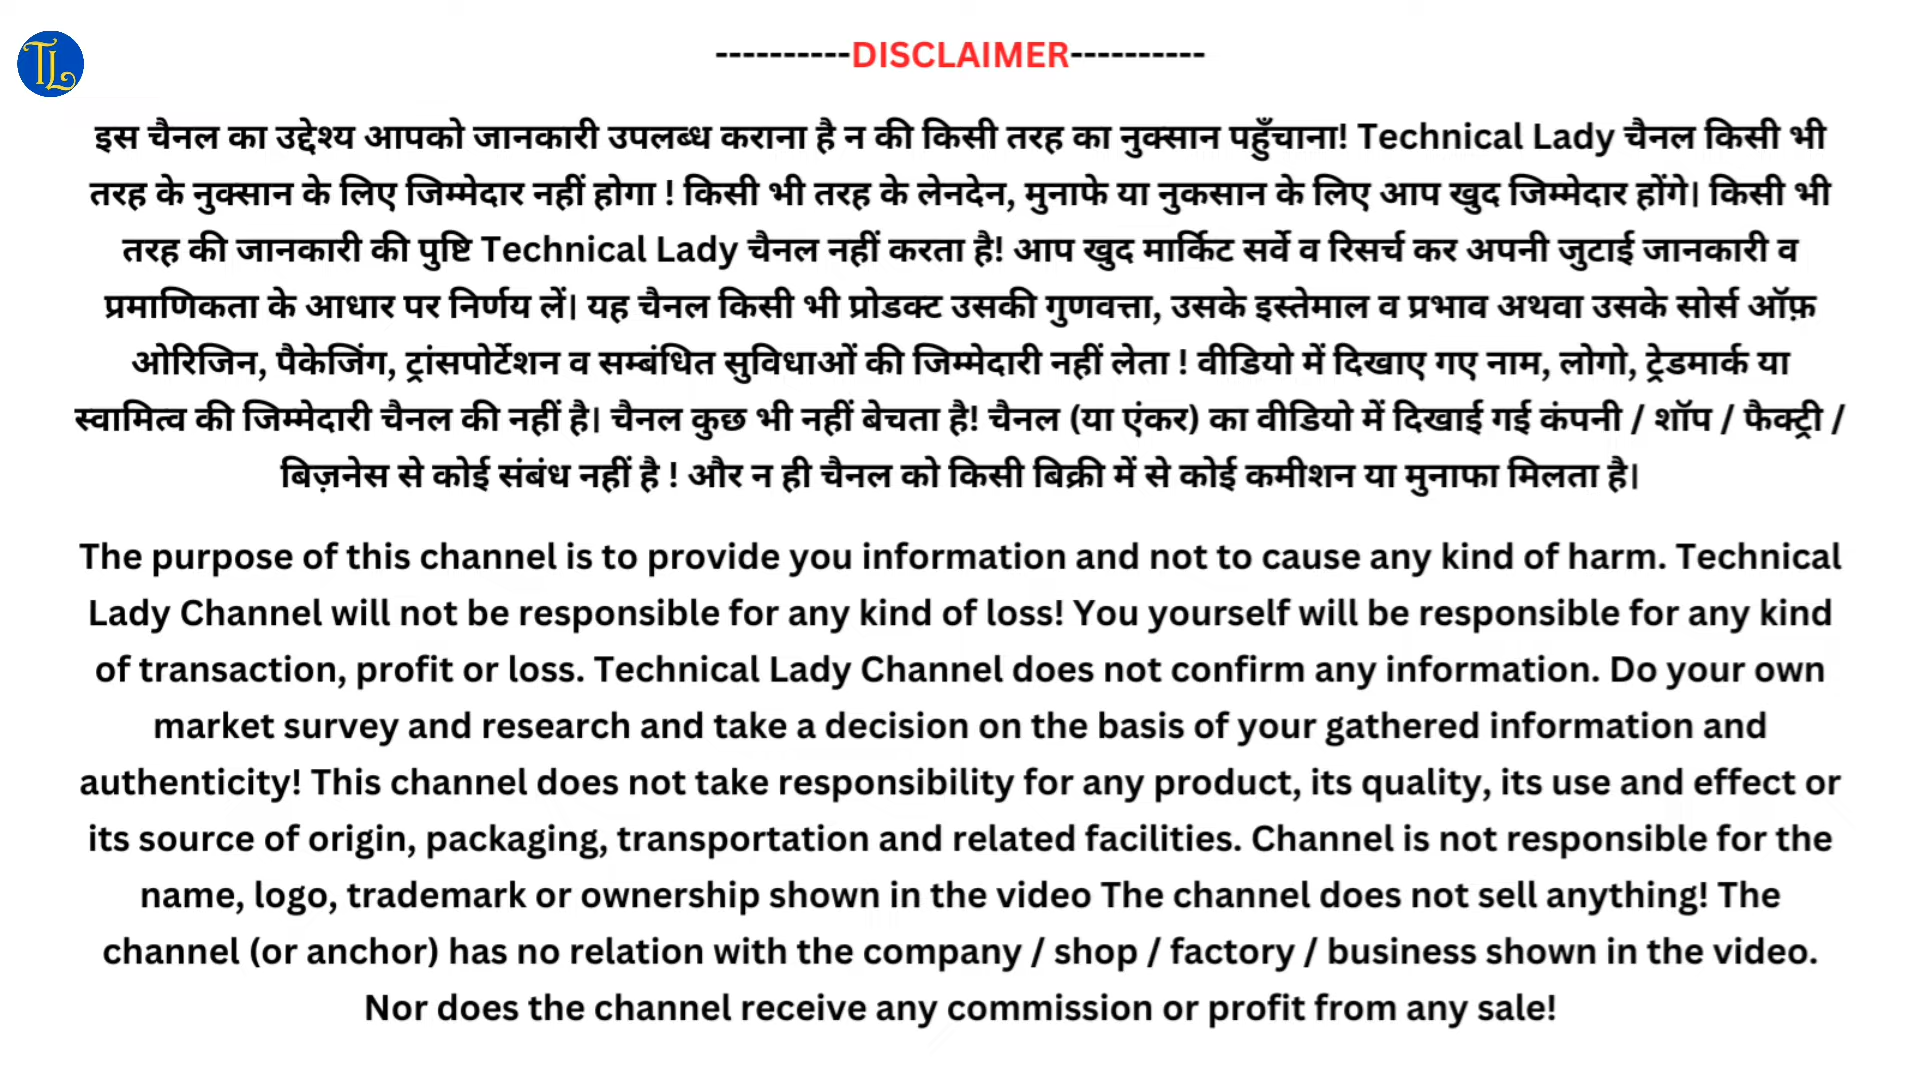 TL
----------DISCLAIMER----------
इस चैनल का उद्देश्य आपको जानकारी उपलब्ध कराना है न की किसी तरह का नुक्सान पहुँचाना! Technical Lady चैनल किसी भी
तरह के नुक्सान के लिए जिम्मेदार नहीं होगा ! किसी भी तरह के लेनदेन, मुनाफे या नुकसान के लिए आप खुद जिम्मेदार होंगे। किसी भी
तरह की जानकारी की पुष्टि Technical Lady चैनल नहीं करता है! आप खुद मार्किट सर्वे व रिसर्च कर अपनी जुटाई जानकारी व
प्रमाणिकता के आधार पर निर्णय लें। यह चैनल किसी भी प्रोडक्ट उसकी गुणवत्ता, उसके इस्तेमाल व प्रभाव अथवा उसके सोर्स ऑफ़
ओरिजिन, पैकेजिंग, ट्रांसपोर्टेशन व सम्बंधित सुविधाओं की जिम्मेदारी नहीं लेता ! वीडियो में दिखाए गए नाम, लोगो, ट्रेडमार्क या
स्वामित्व की जिम्मेदारी चैनल की नहीं है। चैनल कुछ भी नहीं बेचता है! चैनल (या एंकर) का वीडियो में दिखाई गई कंपनी / शॉप / फैक्ट्री /
बिज़नेस से कोई संबंध नहीं है ! और न ही चैनल को किसी बिक्री में से कोई कमीशन या मुनाफा मिलता है।
The purpose of this channel is to provide you information and not to cause any kind of harm. Technical
Lady Channel will not be responsible for any kind of loss! You yourself will be responsible for any kind
of transaction, profit or loss. Technical Lady Channel does not confirm any information. Do your own
market survey and research and take a decision on the basis of your gathered information and
authenticity! This channel does not take responsibility for any product, its quality, its use and effect or
its source of origin, packaging, transportation and related facilities. Channel is not responsible for the
name, logo, trademark or ownership shown in the video The channel does not sell anything! The
channel (or anchor) has no relation with the company / shop / factory / business shown in the video.
Nor does the channel receive any commission or profit from any sale!